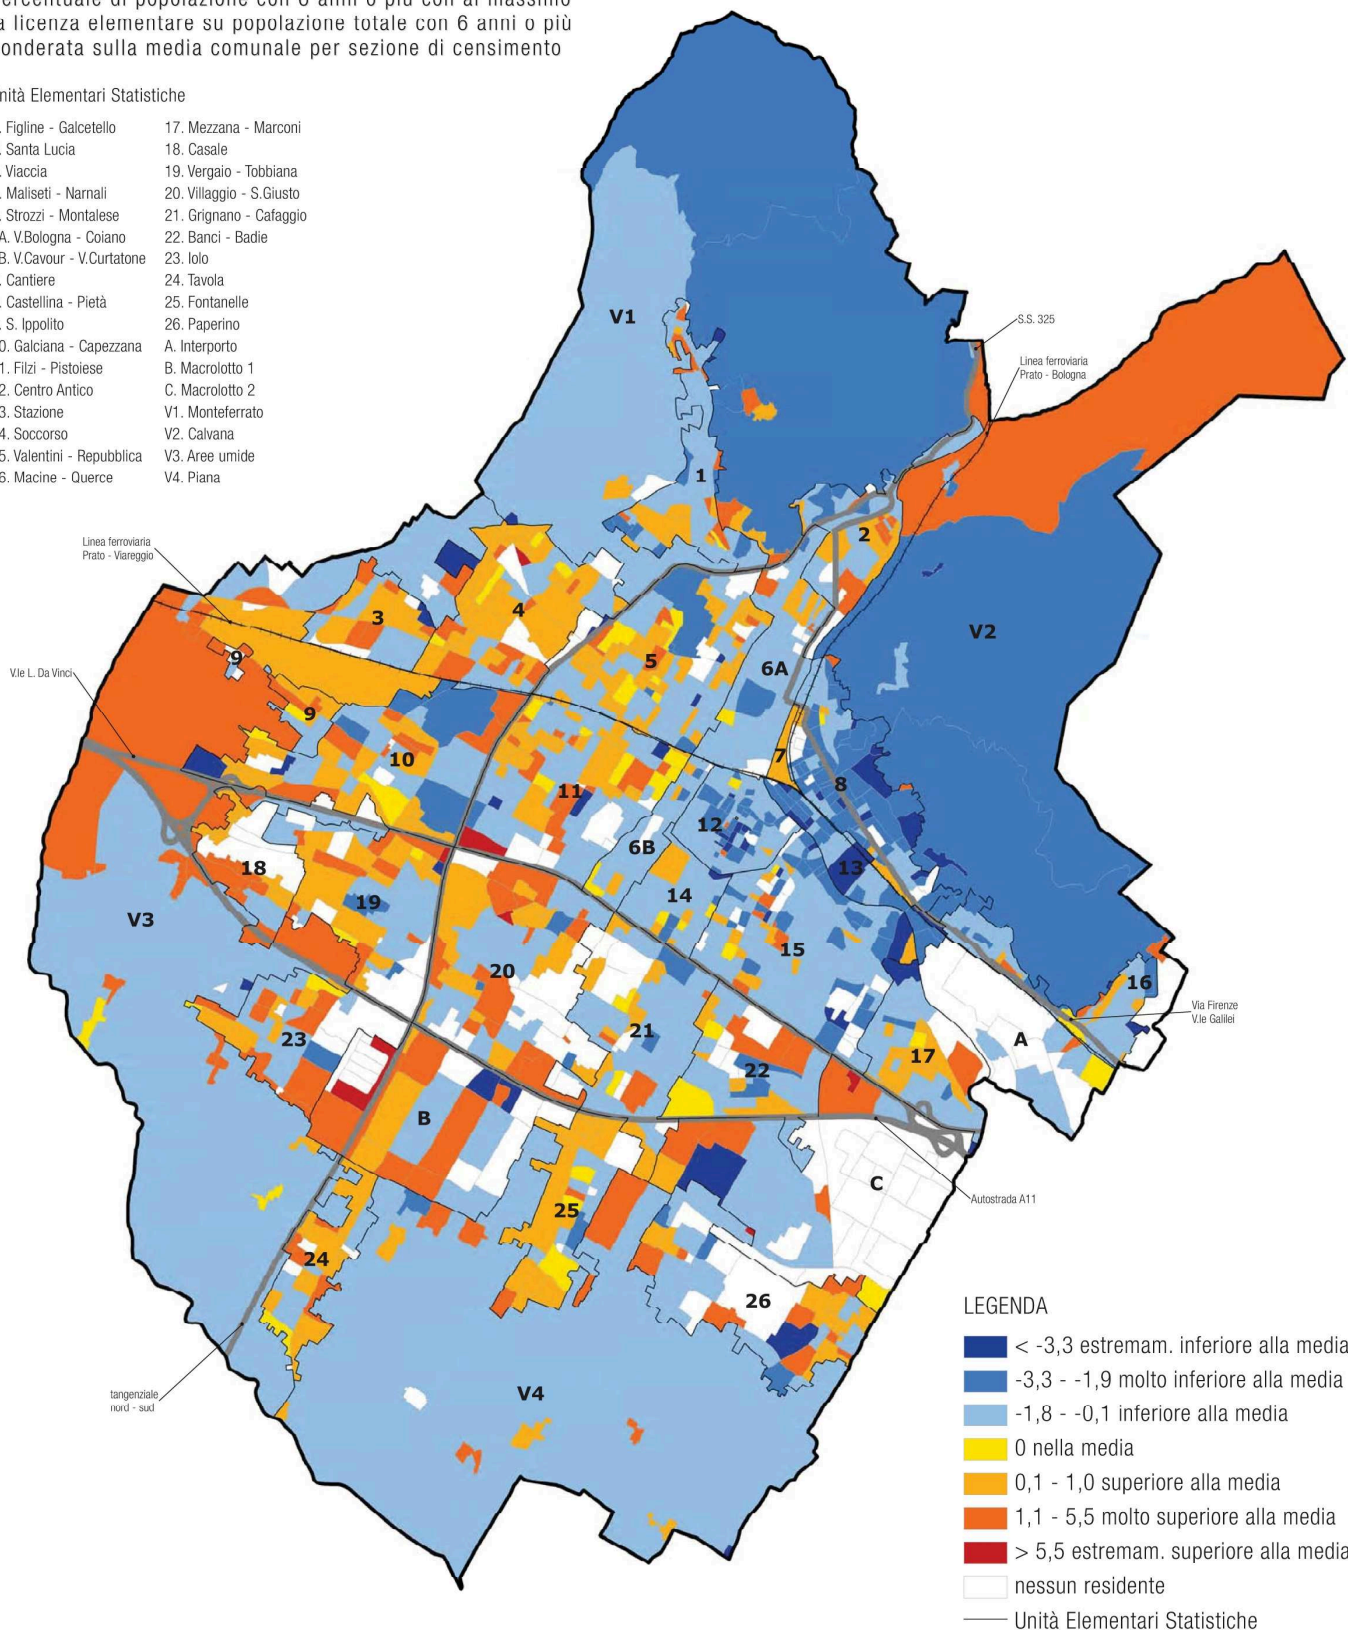 ercentuale di popolazione con 6 anni o più con al massimo
a licenza elementare su popolazione totale con 6 anni o più
onderata sulla media comunale per sezione di censimento
nità Elementari Statistiche
. Figline - Galcetello
. Santa Lucia
. Viaccia
. Maliseti - Narnali
. Strozzi - Montalese
A. V.Bologna - Coiano
B. V.Cavour - V.Curtatone
. Cantiere
. Castellina - Pietà
. S. Ippolito
0. Galciana - Capezzana
1. Filzi - Pistoiese
2. Centro Antico
3. Stazione
4. Soccorso
5. Valentini - Repubblica
6. Macine - Querce
17. Mezzana - Marconi
18. Casale
19. Vergaio - Tobbiana
20. Villaggio - S.Giusto
21. Grignano - Cafaggio
22. Banci - Badie
23. Iolo
24. Tavola
25. Fontanelle
26. Paperino
A. Interporto
B. Macrolotto 1
C. Macrolotto 2
V1. Monteferrato
V2. Calvana
V3. Aree umide
V4. Piana
V1
S.S. 325
Linea ferroviaria
Prato - Bologna
1
2
Linea ferroviaria
Prato - Viareggio
3
4
V2
5
9
6A
V.le L. Da Vinci
9
10
7
8
11
12
6B
13
18
14
19
V3
15
20
16
Via Firenze
V.le Galilei
21
23
A
17
22
B
C
Autostrada A11
25
24
26
tangenziale
nord - sud
V4
LEGENDA
< -3,3 estremam. inferiore alla media
-3,3 - -1,9 molto inferiore alla media
-1,8 - -0,1 inferiore alla media
0 nella media
0,1 - 1,0 superiore alla media
1,1 - 5,5 molto superiore alla media
> 5,5 estremam. superiore alla media
nessun residente
Unità Elementari Statistiche